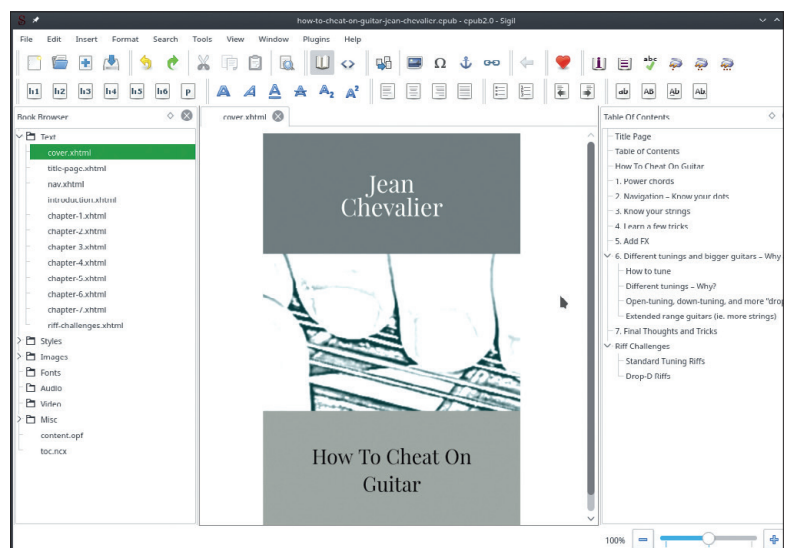 how-to-cheat-on-guitar-jean-chevalier.epub - epub2.0 - Sigil
File Edit Insert Format Search Tools View Window Plugins Help
h1 h2 h3 h4 h5 h6 P A A A A A₂ A² ab AB Ab Ab
Book Browser
Text
cover.xhtml
title-page.xhtml
nav.xhtml
introduction.xhtml
chapter-1.xhtml
chapter-2.xhtml
chapter 3.xhtml
chapter-4.xhtml
chapter-5.xhtml
chapter-6.xhtml
chapter-7.xhtml
riff-challenges.xhtml
Styles
Images
Fonts
Audio
Video
Misc
content.opf
toc.ncx
cover.xhtml
Jean
Chevalier
How To Cheat On
Guitar
Table Of Contents
Title Page
Table of Contents
How To Cheat On Guitar
1. Power chords
2. Navigation – Know your dots
3. Know your strings
4. Learn a few tricks
5. Add FX
6. Different tunings and bigger guitars – Why
How to tune
Different tunings – Why?
Open-tuning, down-tuning, and more "drop
Extended range guitars (ie. more strings)
7. Final Thoughts and Tricks
Riff Challenges
Standard Tuning Riffs
Drop-D Riffs
100%